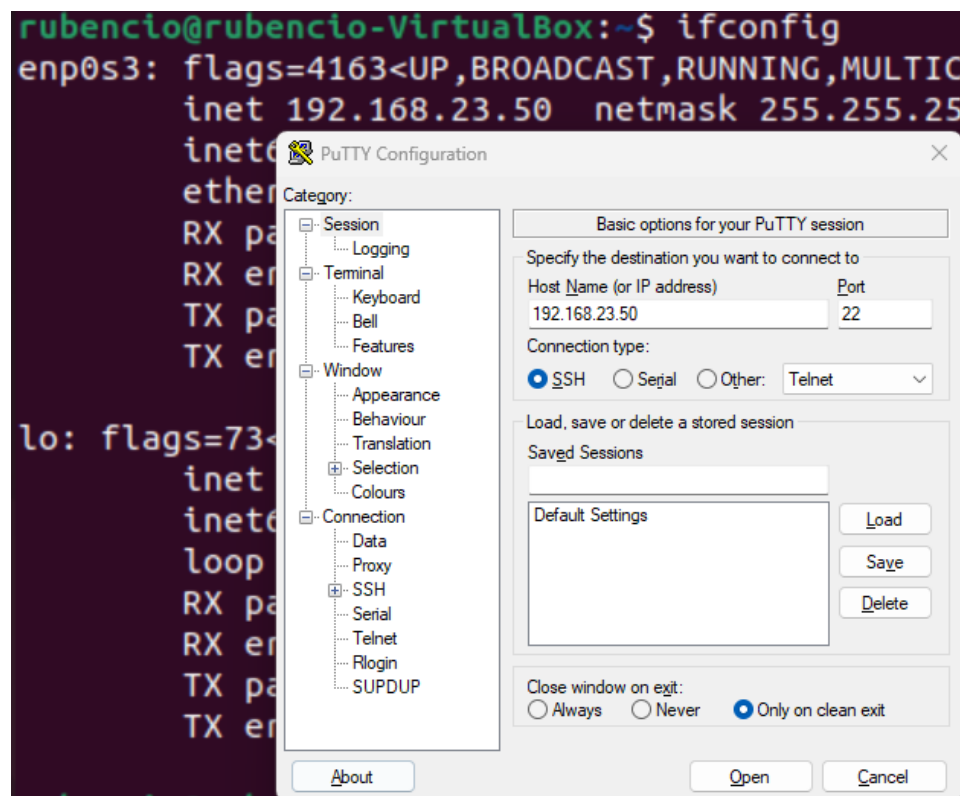 rubencio@rubencio-VirtualBox:~$ ifconfig
enp0s3: flags=4163<UP,BROADCAST,RUNNING,MULTIC
inet 192.168.23.50 netmask 255.255.25
inet6
ether
RX pa
RX er
TX pa
TX er
lo: flags=73<
inet
inet6
loop
RX pa
RX er
TX pa
TX er
PuTTY Configuration
Category:
Session
Logging
Terminal
Keyboard
Bell
Features
Window
Appearance
Behaviour
Translation
Selection
Colours
Connection
Data
Proxy
SSH
Serial
Telnet
Rlogin
SUPDUP
Basic options for your PuTTY session
Specify the destination you want to connect to
Host Name (or IP address) Port
192.168.23.50 22
Connection type:
SSH Serial Other: Telnet
Load, save or delete a stored session
Saved Sessions
Default Settings
Load
Save
Delete
Close window on exit:
Always Never Only on clean exit
About Open Cancel